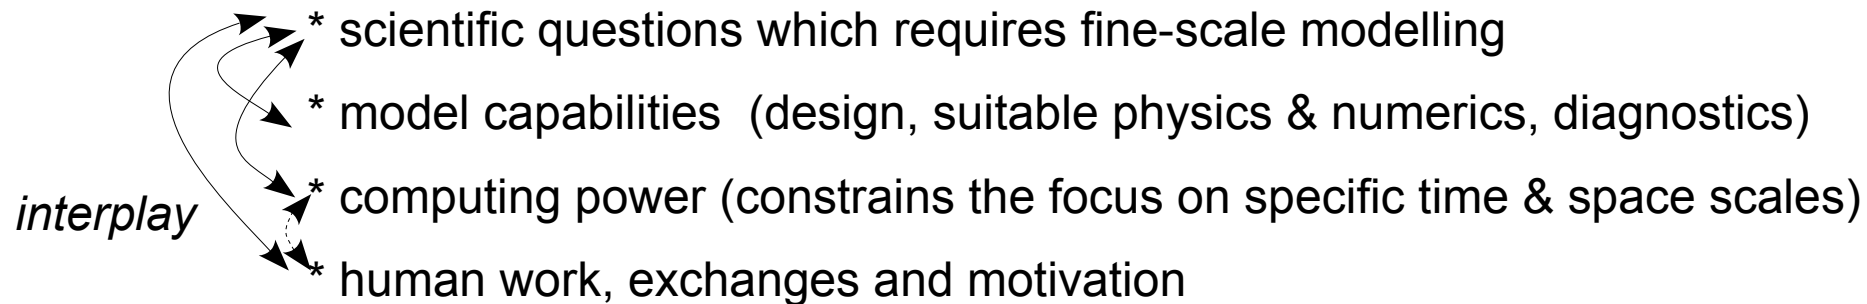 * scientific questions which requires fine-scale modelling
* model capabilities (design, suitable physics & numerics, diagnostics)
* computing power (constrains the focus on specific time & space scales)
interplay
* human work, exchanges and motivation